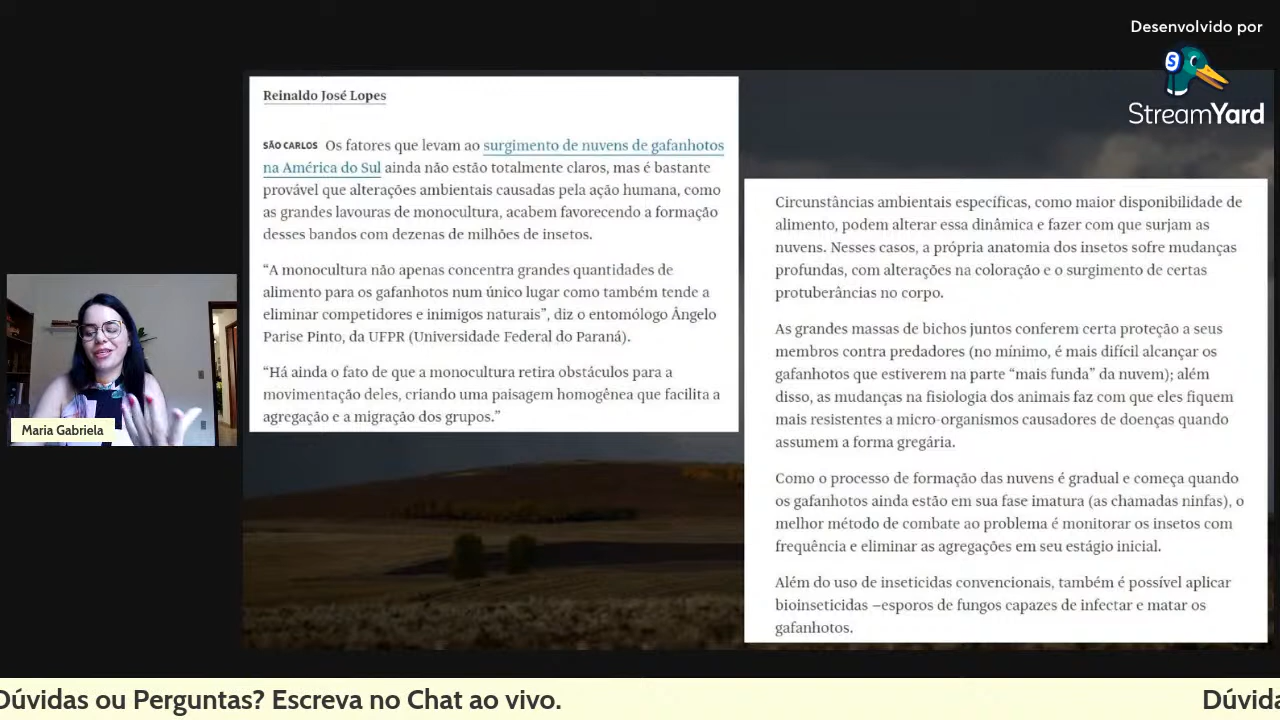 Desenvolvido por
StreamYard
Reinaldo José Lopes
SÃO CARLOS Os fatores que levam ao surgimento de nuvens de gafanhotos
na América do Sul ainda não estão totalmente claros, mas é bastante
provável que alterações ambientais causadas pela ação humana, como
as grandes lavouras de monocultura, acabem favorecendo a formação
desses bandos com dezenas de milhões de insetos.
“A monocultura não apenas concentra grandes quantidades de
alimento para os gafanhotos num único lugar como também tende a
eliminar competidores e inimigos naturais”, diz o entomólogo Ângelo
Parise Pinto, da UFPR (Universidade Federal do Paraná).
“Há ainda o fato de que a monocultura retira obstáculos para a
movimentação deles, criando uma paisagem homogênea que facilita a
agregação e a migração dos grupos.”
Circunstâncias ambientais específicas, como maior disponibilidade de
alimento, podem alterar essa dinâmica e fazer com que surjam as
nuvens. Nesses casos, a própria anatomia dos insetos sofre mudanças
profundas, com alterações na coloração e o surgimento de certas
protuberâncias no corpo.
As grandes massas de bichos juntos conferem certa proteção a seus
membros contra predadores (no mínimo, é mais difícil alcançar os
gafanhotos que estiverem na parte “mais funda” da nuvem); além
disso, as mudanças na fisiologia dos animais faz com que eles fiquem
mais resistentes a micro-organismos causadores de doenças quando
assumem a forma gregária.
Como o processo de formação das nuvens é gradual e começa quando
os gafanhotos ainda estão em sua fase imatura (as chamadas ninfas), o
melhor método de combate ao problema é monitorar os insetos com
frequência e eliminar as agregações em seu estágio inicial.
Além do uso de inseticidas convencionais, também é possível aplicar
bioinseticidas –esporos de fungos capazes de infectar e matar os
gafanhotos.
Maria Gabriela
Dúvidas ou Perguntas? Escreva no Chat ao vivo.
Dúvida